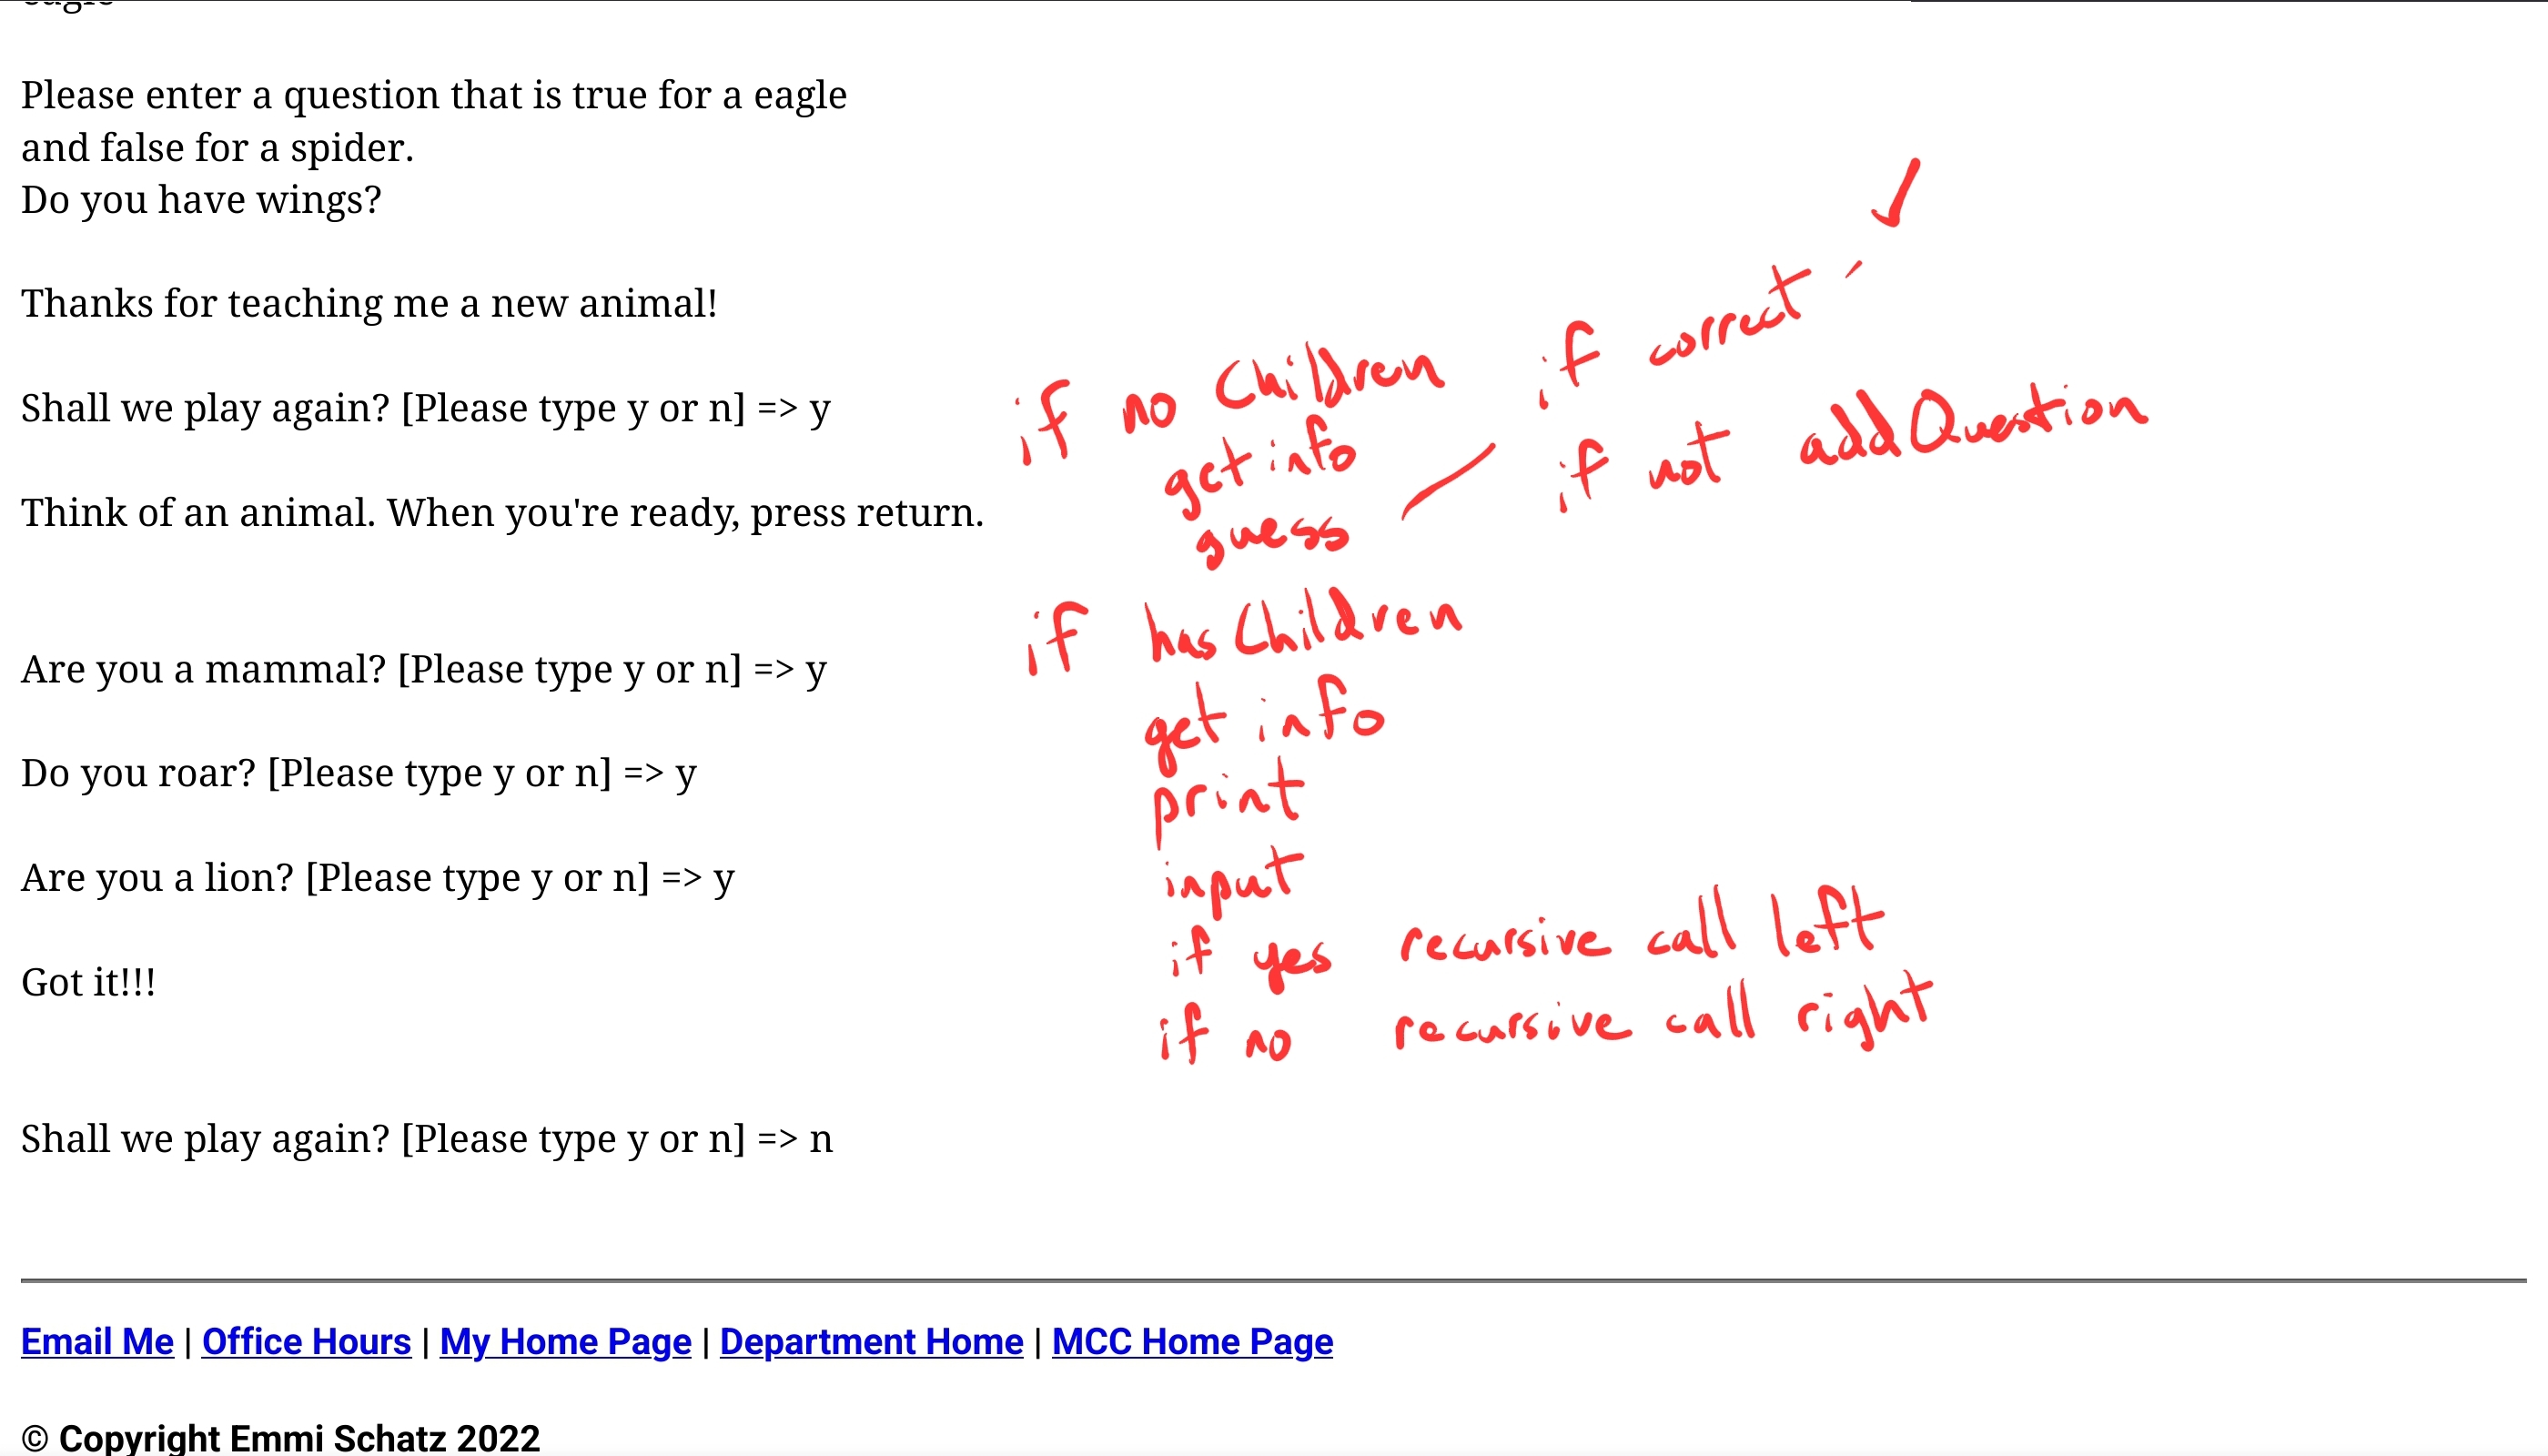 Please enter a question that is true for a eagle
and false for a spider.
Do you have wings?
Thanks for teaching me a new animal!
Shall we play again? [Please type y or n] => y
Think of an animal. When you're ready, press return.
Are you a mammal? [Please type y or n] => y
Do you roar? [Please type y or n] => y
Are you a lion? [Please type y or n] => y
Got it!!!
Shall we play again? [Please type y or n] => n
if no Children
get info
guess
if correct - ✓
if not addQuestion
if hasChildren
get info
print
input
if yes recursive call left
if no recursive call right
Email Me | Office Hours | My Home Page | Department Home | MCC Home Page
© Copyright Emmi Schatz 2022